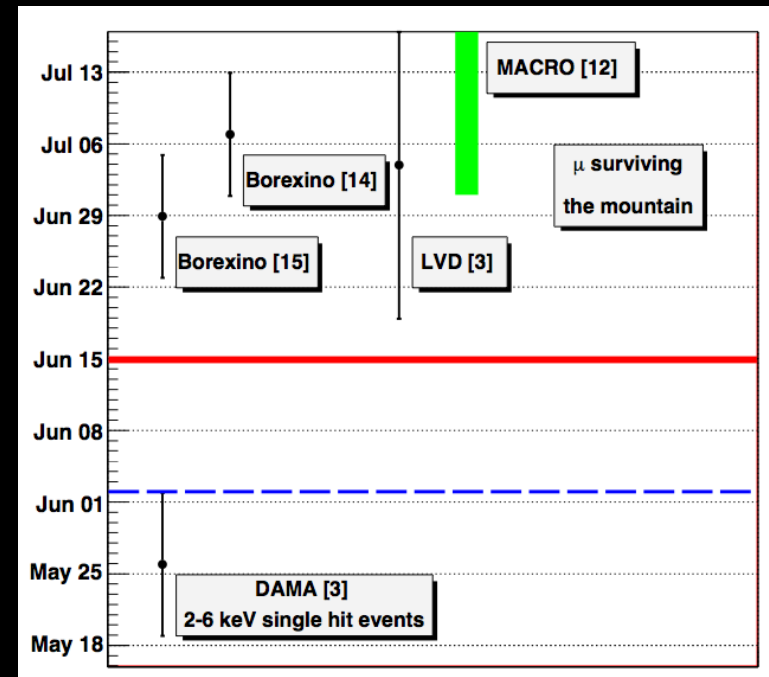 Jul 13
Jul 06
Jun 29
Jun 22
Jun 15
Jun 08
Jun 01
May 25
May 18
MACRO [12]
μ surviving
the mountain
Borexino [14]
Borexino [15]
LVD [3]
DAMA [3]
2-6 keV single hit events